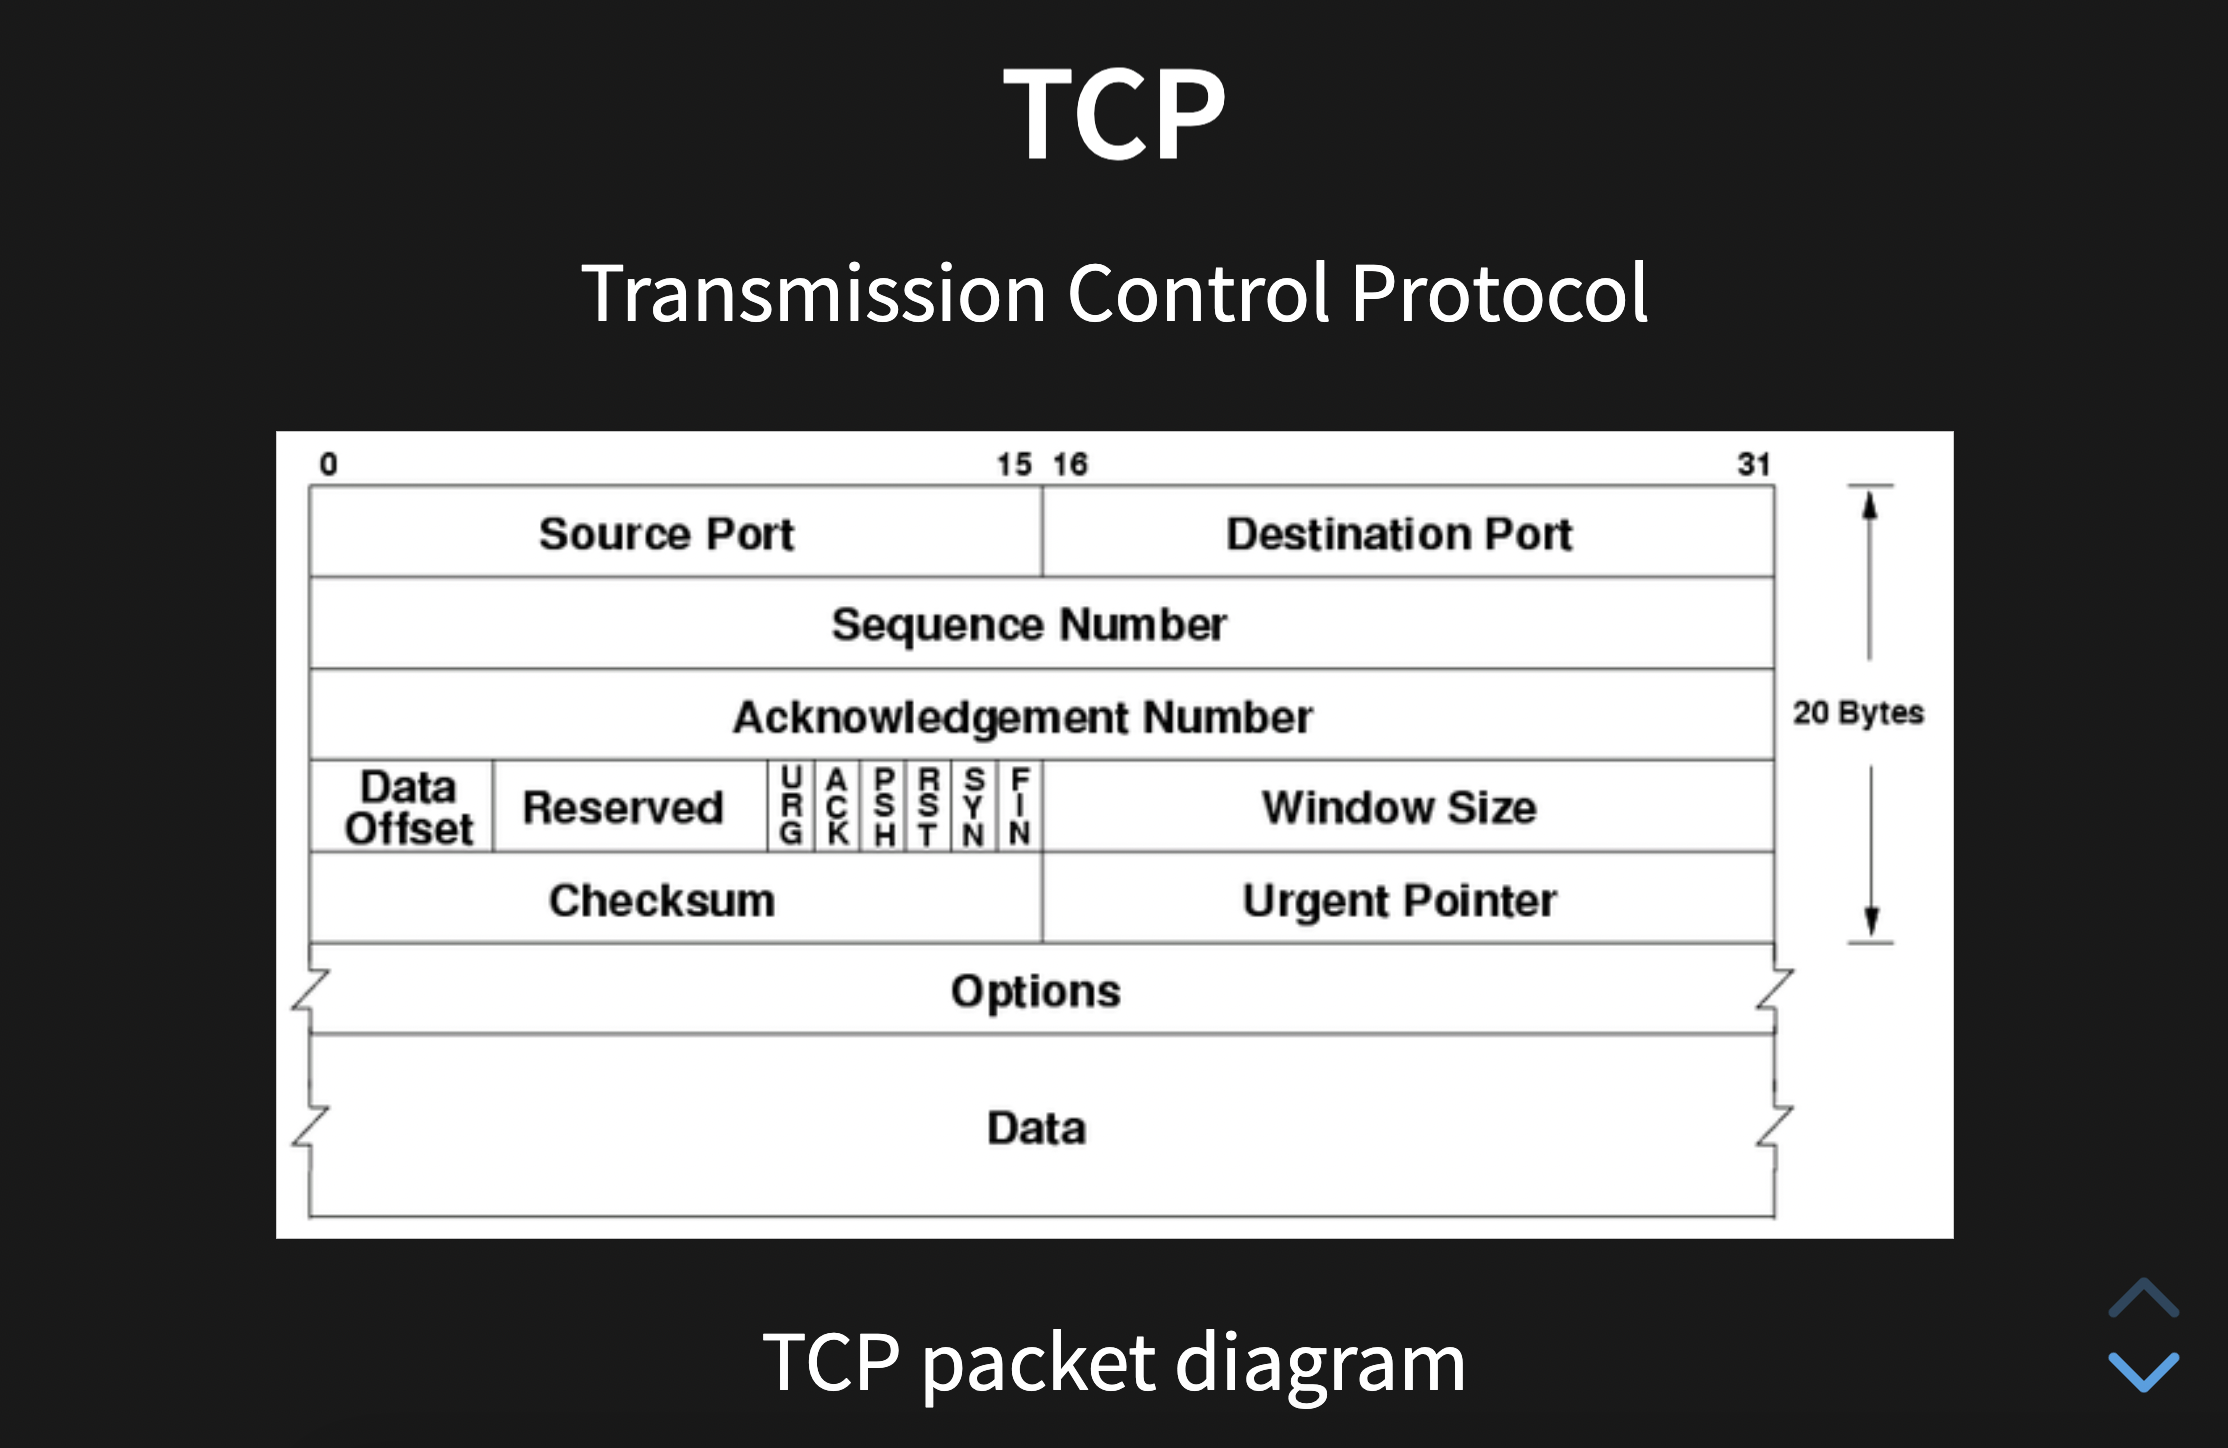 TCP
Transmission Control Protocol
0 15 16 31
Source Port Destination Port
Sequence Number
Acknowledgement Number
20 Bytes
Data Offset Reserved URG ACK PSH RST SYN FIN Window Size
Checksum Urgent Pointer
Options
Data
TCP packet diagram